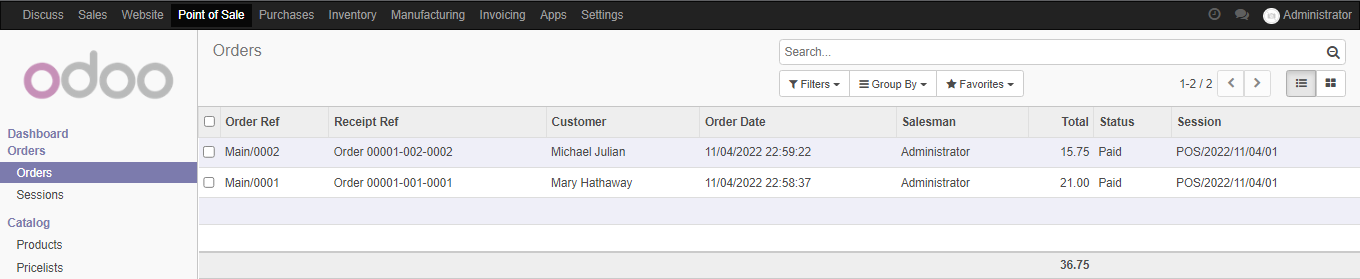 Discuss Sales Website Point of Sale Purchases Inventory Manufacturing Invoicing Apps Settings Administrator
odoo
Dashboard
Orders
Orders
Sessions
Catalog
Products
Pricelists
Orders
Search...
Filters Group By Favorites 1-2 / 2
Order Ref Receipt Ref Customer Order Date Salesman Total Status Session
Main/0002 Order 00001-002-0002 Michael Julian 11/04/2022 22:59:22 Administrator 15.75 Paid POS/2022/11/04/01
Main/0001 Order 00001-001-0001 Mary Hathaway 11/04/2022 22:58:37 Administrator 21.00 Paid POS/2022/11/04/01
36.75